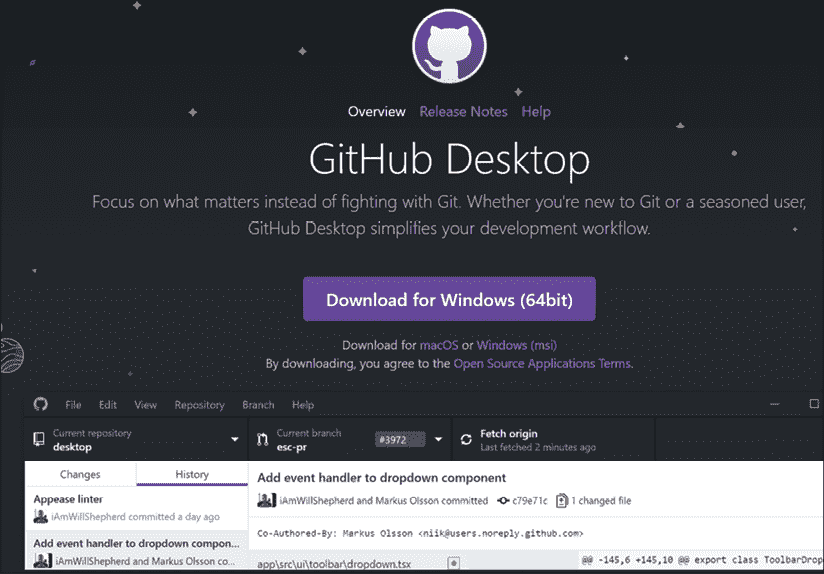 Overview Release Notes Help
GitHub Desktop
Focus on what matters instead of fighting with Git. Whether you're new to Git or a seasoned user,
GitHub Desktop simplifies your development workflow.
Download for Windows (64bit)
Download for macOS or Windows (msi)
By downloading, you agree to the Open Source Applications Terms.
File Edit View Repository Branch Help
Current repository
desktop
Current branch
esc-pr
#3972
Fetch origin
Last fetched 2 minutes ago
Changes History
Appease linter
iAmWillShepherd committed a day ago
Add event handler to dropdown compon...
iAmWillShepherd and Markus Olsson co...
Add event handler to dropdown component
iAmWillShepherd and Markus Olsson committed c79e71c 1 changed file
Co-Authored-By: Markus Olsson <niik@users.noreply.github.com>
app\src\ui\toolbar\dropdown.tsx
@@ -145,6 +145,10 @@ export class ToolbarDrop